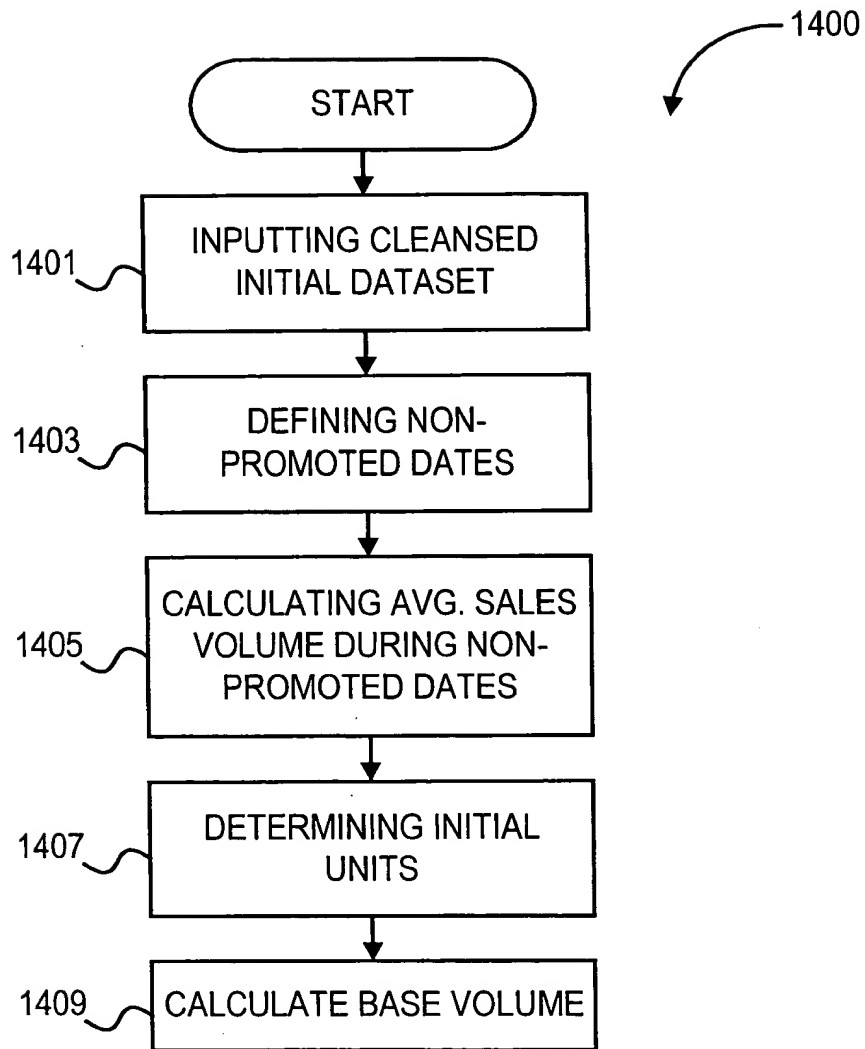 1400
START
1401
INPUTTING CLEANSED
INITIAL DATASET
1403
DEFINING NON-
PROMOTED DATES
1405
CALCULATING AVG. SALES
VOLUME DURING NON-
PROMOTED DATES
1407
DETERMINING INITIAL
UNITS
1409
CALCULATE BASE VOLUME